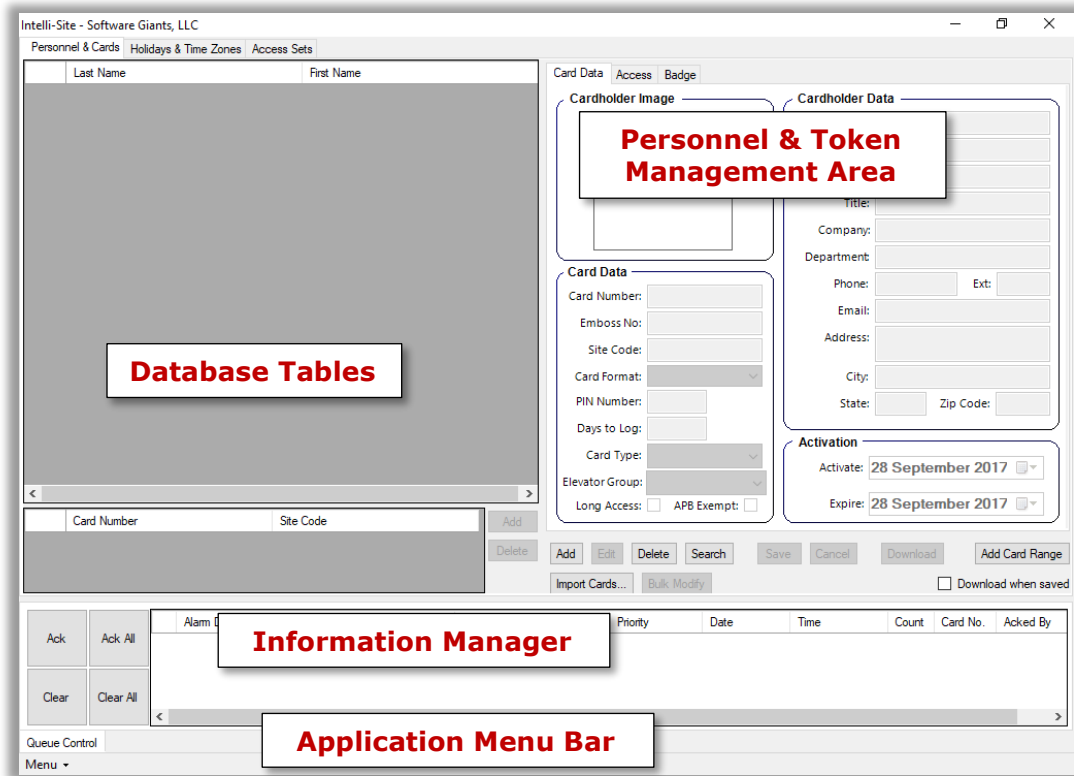 Intelli-Site - Software Giants, LLC
Personnel & Cards Holidays & Time Zones Access Sets
Last Name First Name
Card Data Access Badge
Cardholder Image
Cardholder Data
Personnel & Token
Management Area
Title:
Company:
Department:
Phone: Ext:
Email:
Address:
City:
State: Zip Code:
Card Data
Card Number:
Emboss No:
Site Code:
Card Format:
PIN Number:
Days to Log:
Card Type:
Elevator Group:
Long Access: APB Exempt:
Activation
Activate: 28 September 2017
Expire: 28 September 2017
Database Tables
Card Number Site Code
Add
Delete
Add Edit Delete Search Save Cancel Download Add Card Range
Import Cards... Bulk Modify Download when saved
Ack Ack All
Clear Clear All
Alarm Priority Date Time Count Card No. Acked By
Information Manager
Application Menu Bar
Queue Control
Menu